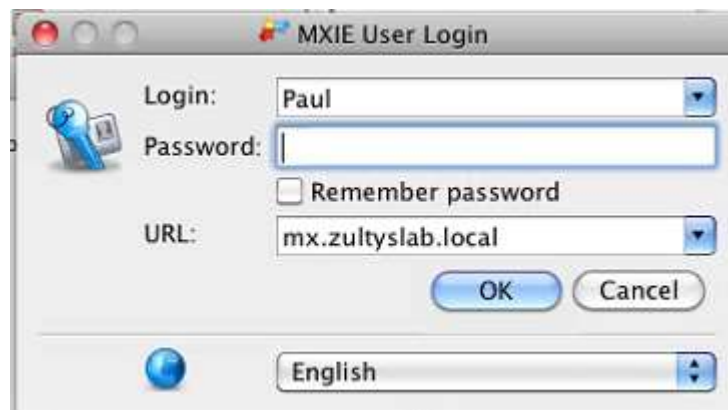 MXIE User Login
Login: Paul
Password:
Remember password
URL: mx.zultyslab.local
OK Cancel
English